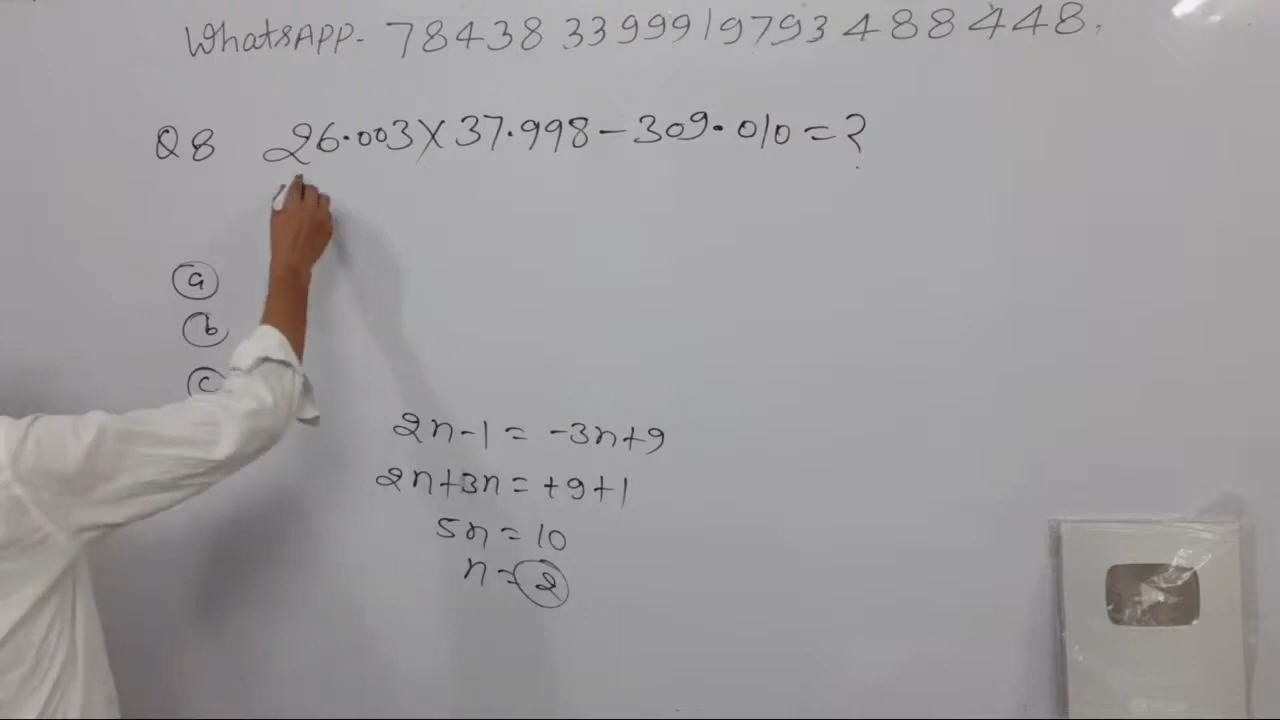 WhatsAPP- 7843833999/9793488448.
Q8 26.003×37.998-309.010=?
a
b
c
2n-1=-3n+9
2n+3n=+9+1
5n=10
n=2